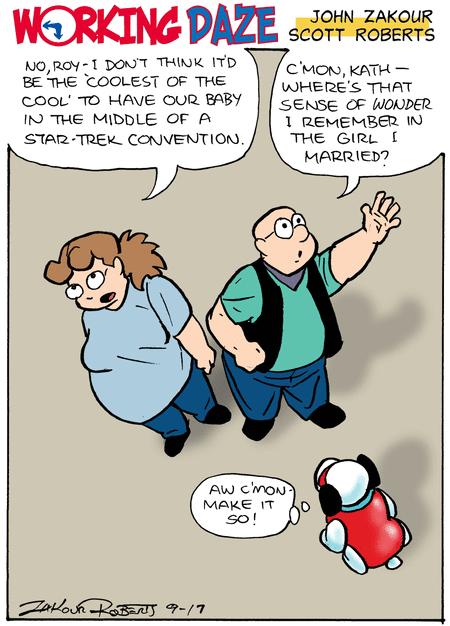 WORKING DAZE
JOHN ZAKOUR
SCOTT ROBERTS
NO, ROY - I DON'T THINK IT'D
BE THE 'COOLEST OF THE
COOL' TO HAVE OUR BABY
IN THE MIDDLE OF A
STAR-TREK CONVENTION.
C'MON, KATH —
WHERE'S THAT
SENSE OF WONDER
I REMEMBER IN
THE GIRL I
MARRIED?
AW C'MON-
MAKE IT
SO!
ZAKOUR ROBERTS 9-17